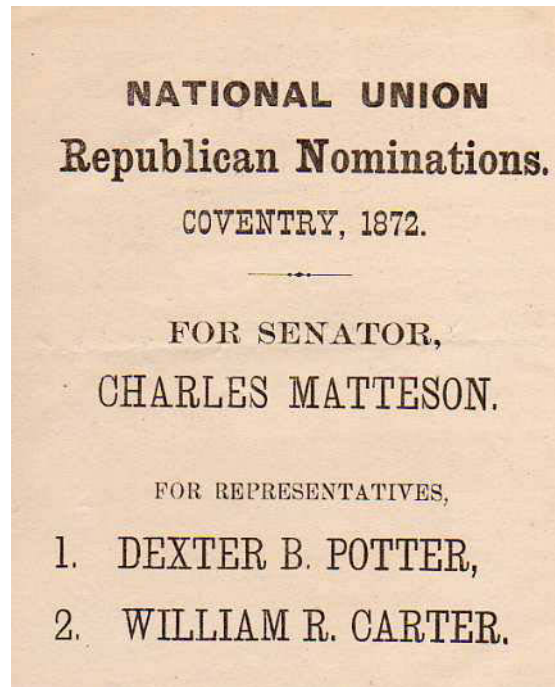 NATIONAL UNION
Republican Nominations.
COVENTRY, 1872.
FOR SENATOR,
CHARLES MATTESON.
FOR REPRESENTATIVES,
1. DEXTER B. POTTER,
2. WILLIAM R. CARTER.